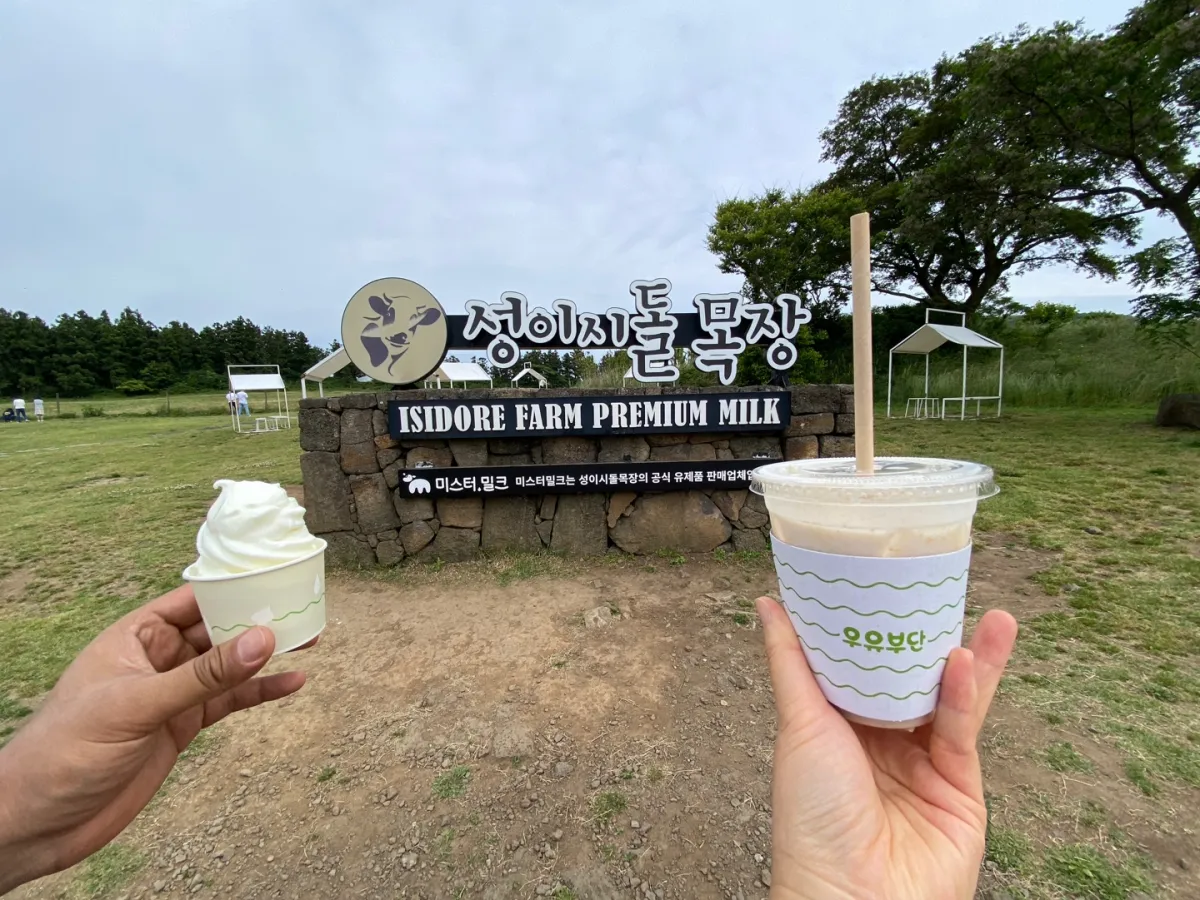 성이시돌 목장
ISIDORE FARM PREMIUM MILK
미스터.밀크 미스터밀크는 성이시돌목장의 공식 유제품 판매업체
우유부단